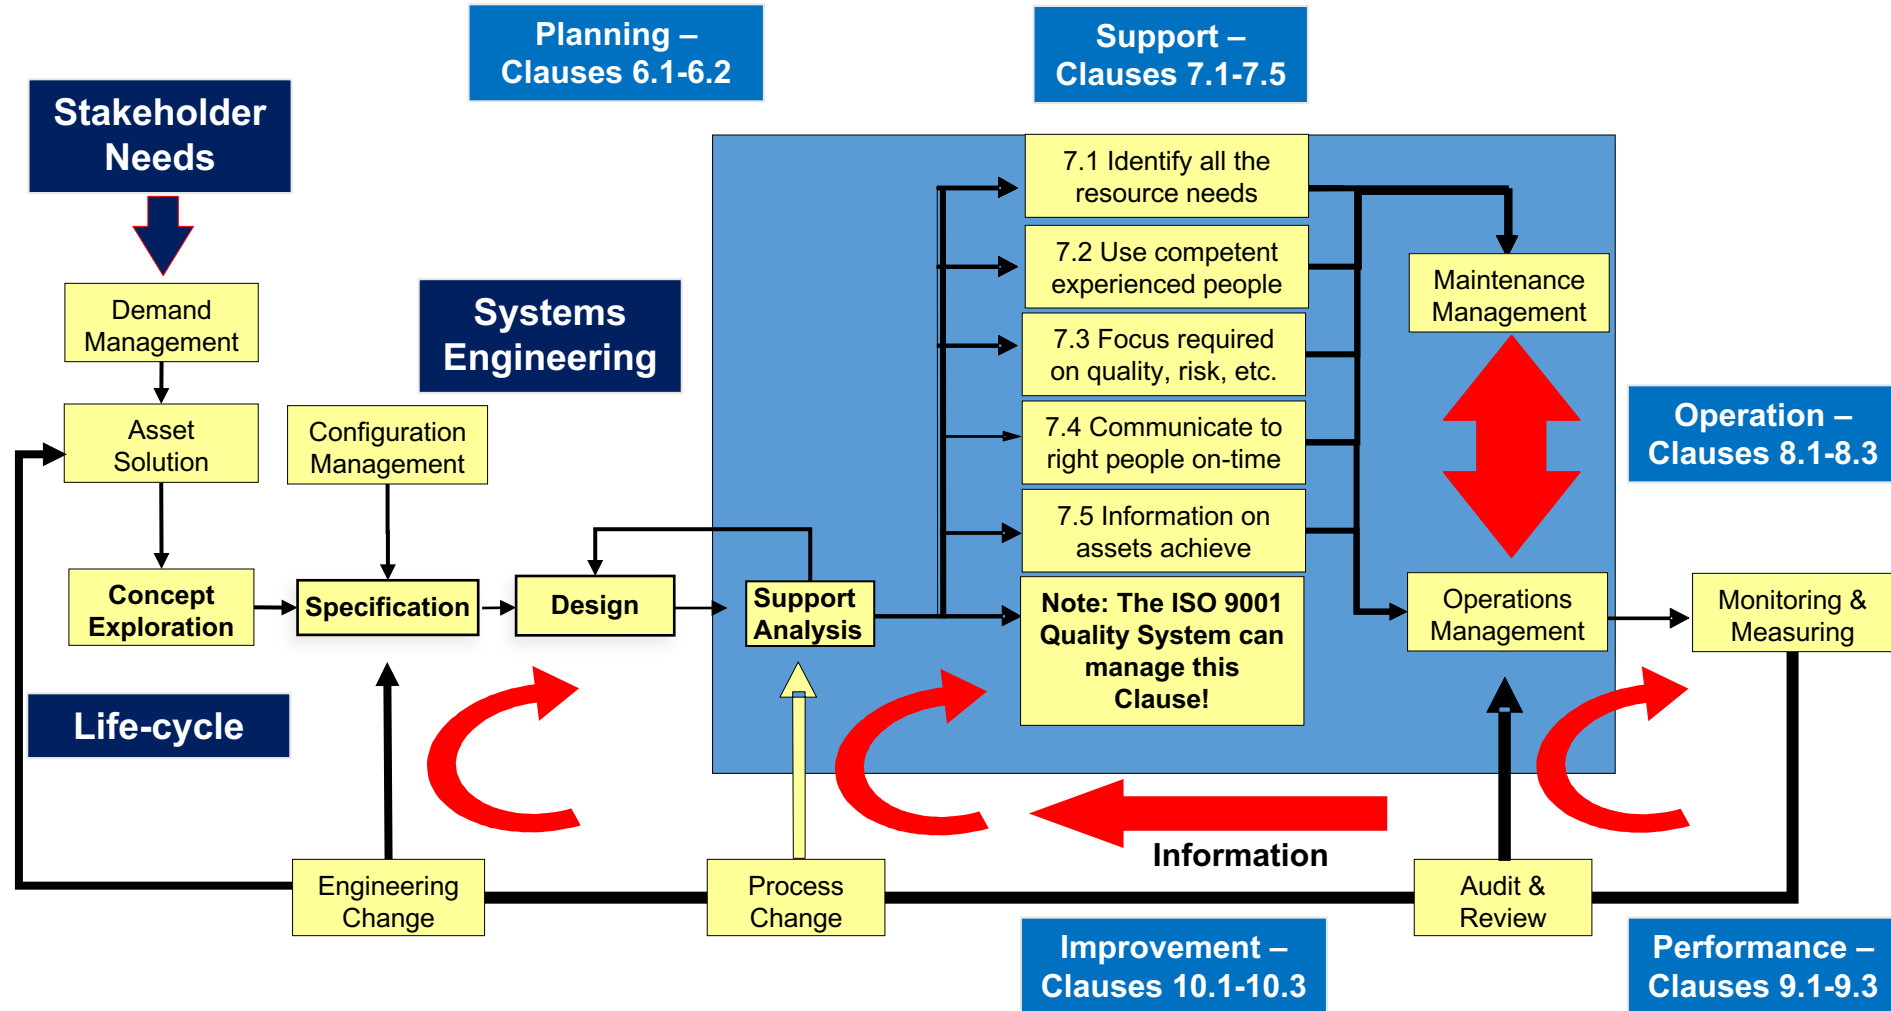 Planning –
Clauses 6.1-6.2
Support –
Clauses 7.1-7.5
Stakeholder
Needs
7.1 Identify all the
resource needs
7.2 Use competent
experienced people
Maintenance
Management
Demand
Management
Systems
Engineering
7.3 Focus required
on quality, risk, etc.
Asset
Solution
Configuration
Management
7.4 Communicate to
right people on-time
Operation –
Clauses 8.1-8.3
7.5 Information on
assets achieve
Concept
Exploration
Specification
Design
Support
Analysis
Note: The ISO 9001
Quality System can
manage this
Clause!
Operations
Management
Monitoring &
Measuring
Life-cycle
Information
Engineering
Change
Process
Change
Audit &
Review
Improvement –
Clauses 10.1-10.3
Performance –
Clauses 9.1-9.3